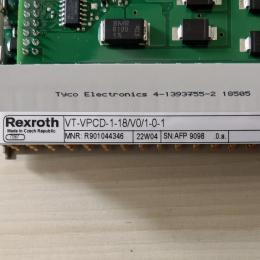 Tyco Electronics 4-1393755-2 18505
Rexroth
Made in Czech Republic
VT-VPCD-1-18/V0/1-0-1
MNR: R901044346
22W04
SN:AFP 9098
.0.a.